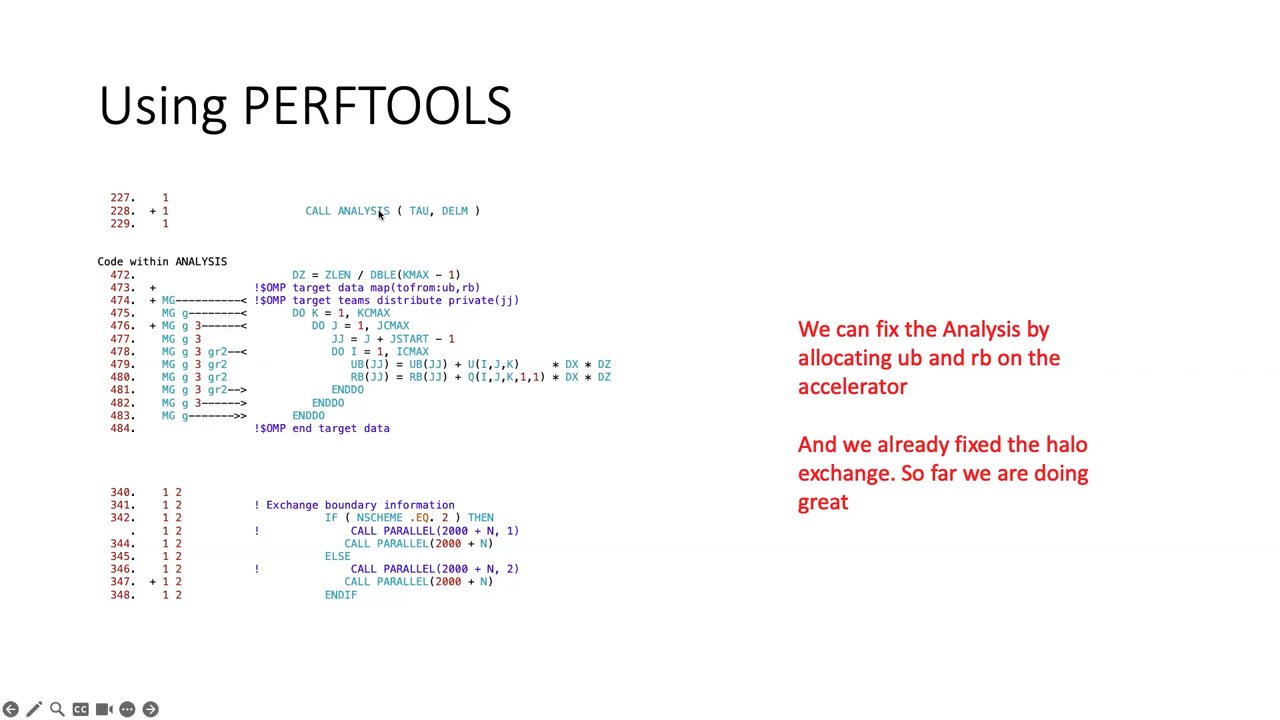 Using PERFTOOLS
227. 1
228. + 1 CALL ANALYSIS ( TAU, DELM )
229. 1
Code within ANALYSIS
472. DZ = ZLEN / DBLE(KMAX - 1)
473. + !$OMP target data map(tofrom:ub,rb)
474. + MG----------< !$OMP target teams distribute private(jj)
475. MG g-------< DO K = 1, KCMAX
476. + MG g 3------< DO J = 1, JCMAX
477. MG g 3 JJ = J + JSTART - 1
478. MG g 3 gr2--< DO I = 1, ICMAX
479. MG g 3 gr2 UB(JJ) = UB(JJ) + U(I,J,K) * DX * DZ
480. MG g 3 gr2 RB(JJ) = RB(JJ) + Q(I,J,K,1,1) * DX * DZ
481. MG g 3 gr2--> ENDDO
482. MG g 3------> ENDDO
483. MG g------->> ENDDO
484. !$OMP end target data
340. 1 2
341. 1 2 ! Exchange boundary information
342. 1 2 IF ( NSCHEME .EQ. 2 ) THEN
. 1 2 ! CALL PARALLEL(2000 + N, 1)
344. 1 2 CALL PARALLEL(2000 + N)
345. 1 2 ELSE
346. 1 2 ! CALL PARALLEL(2000 + N, 2)
347. + 1 2 CALL PARALLEL(2000 + N)
348. 1 2 ENDIF
We can fix the Analysis by
allocating ub and rb on the
accelerator
And we already fixed the halo
exchange. So far we are doing
great
CC